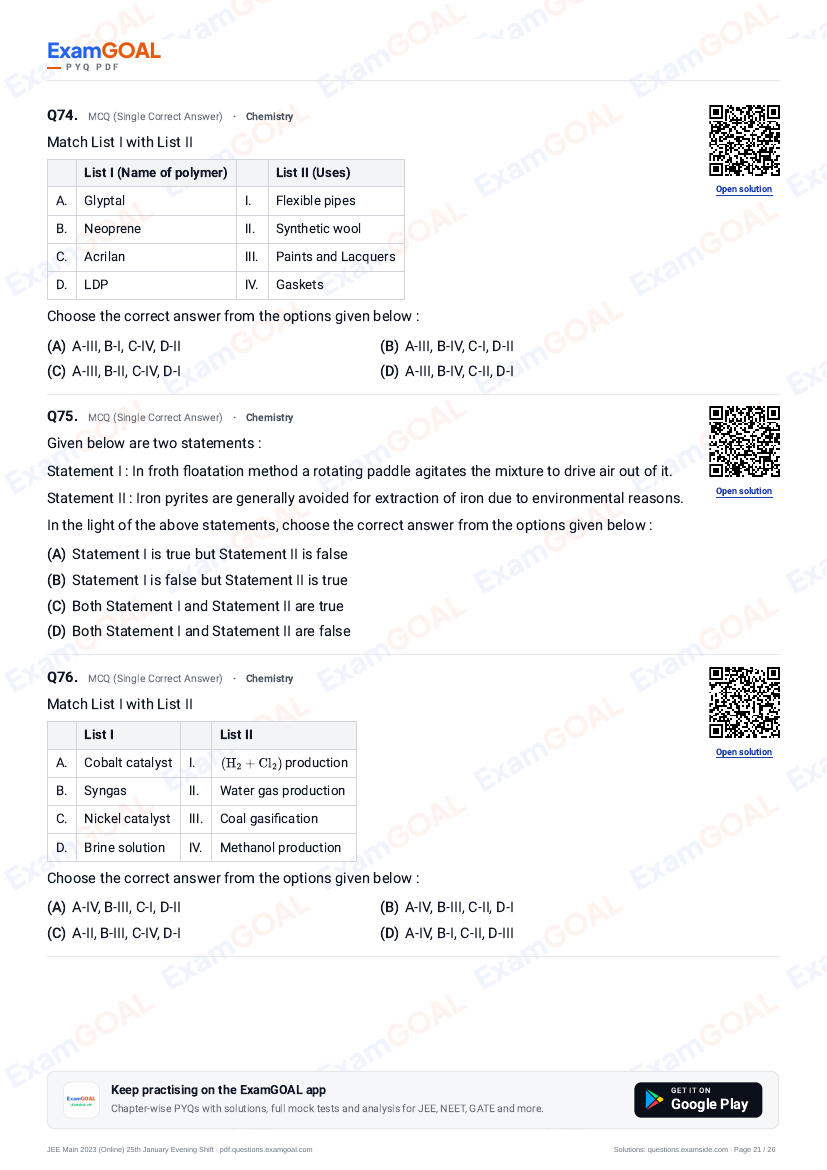 ExamGOAL
PYQ PDF
Q74. MCQ (Single Correct Answer) · Chemistry
Match List I with List II
List I (Name of polymer) List II (Uses)
A. Glyptal I. Flexible pipes
B. Neoprene II. Synthetic wool
C. Acrilan III. Paints and Lacquers
D. LDP IV. Gaskets
Open solution
Choose the correct answer from the options given below :
(A) A-III, B-I, C-IV, D-II (B) A-III, B-IV, C-I, D-II
(C) A-III, B-II, C-IV, D-I (D) A-III, B-IV, C-II, D-I
Q75. MCQ (Single Correct Answer) · Chemistry
Given below are two statements :
Statement I : In froth floatation method a rotating paddle agitates the mixture to drive air out of it.
Statement II : Iron pyrites are generally avoided for extraction of iron due to environmental reasons.
Open solution
In the light of the above statements, choose the correct answer from the options given below :
(A) Statement I is true but Statement II is false
(B) Statement I is false but Statement II is true
(C) Both Statement I and Statement II are true
(D) Both Statement I and Statement II are false
Q76. MCQ (Single Correct Answer) · Chemistry
Match List I with List II
List I List II
A. Cobalt catalyst I. (H₂ + Cl₂) production
B. Syngas II. Water gas production
C. Nickel catalyst III. Coal gasification
D. Brine solution IV. Methanol production
Open solution
Choose the correct answer from the options given below :
(A) A-IV, B-III, C-I, D-II (B) A-IV, B-III, C-II, D-I
(C) A-II, B-III, C-IV, D-I (D) A-IV, B-I, C-II, D-III
Keep practising on the ExamGOAL app
Chapter-wise PYQs with solutions, full mock tests and analysis for JEE, NEET, GATE and more.
GET IT ON
Google Play
JEE Main 2023 (Online) 25th January Evening Shift · pdf.questions.examgoal.com Solutions: questions.examside.com · Page 21 / 26